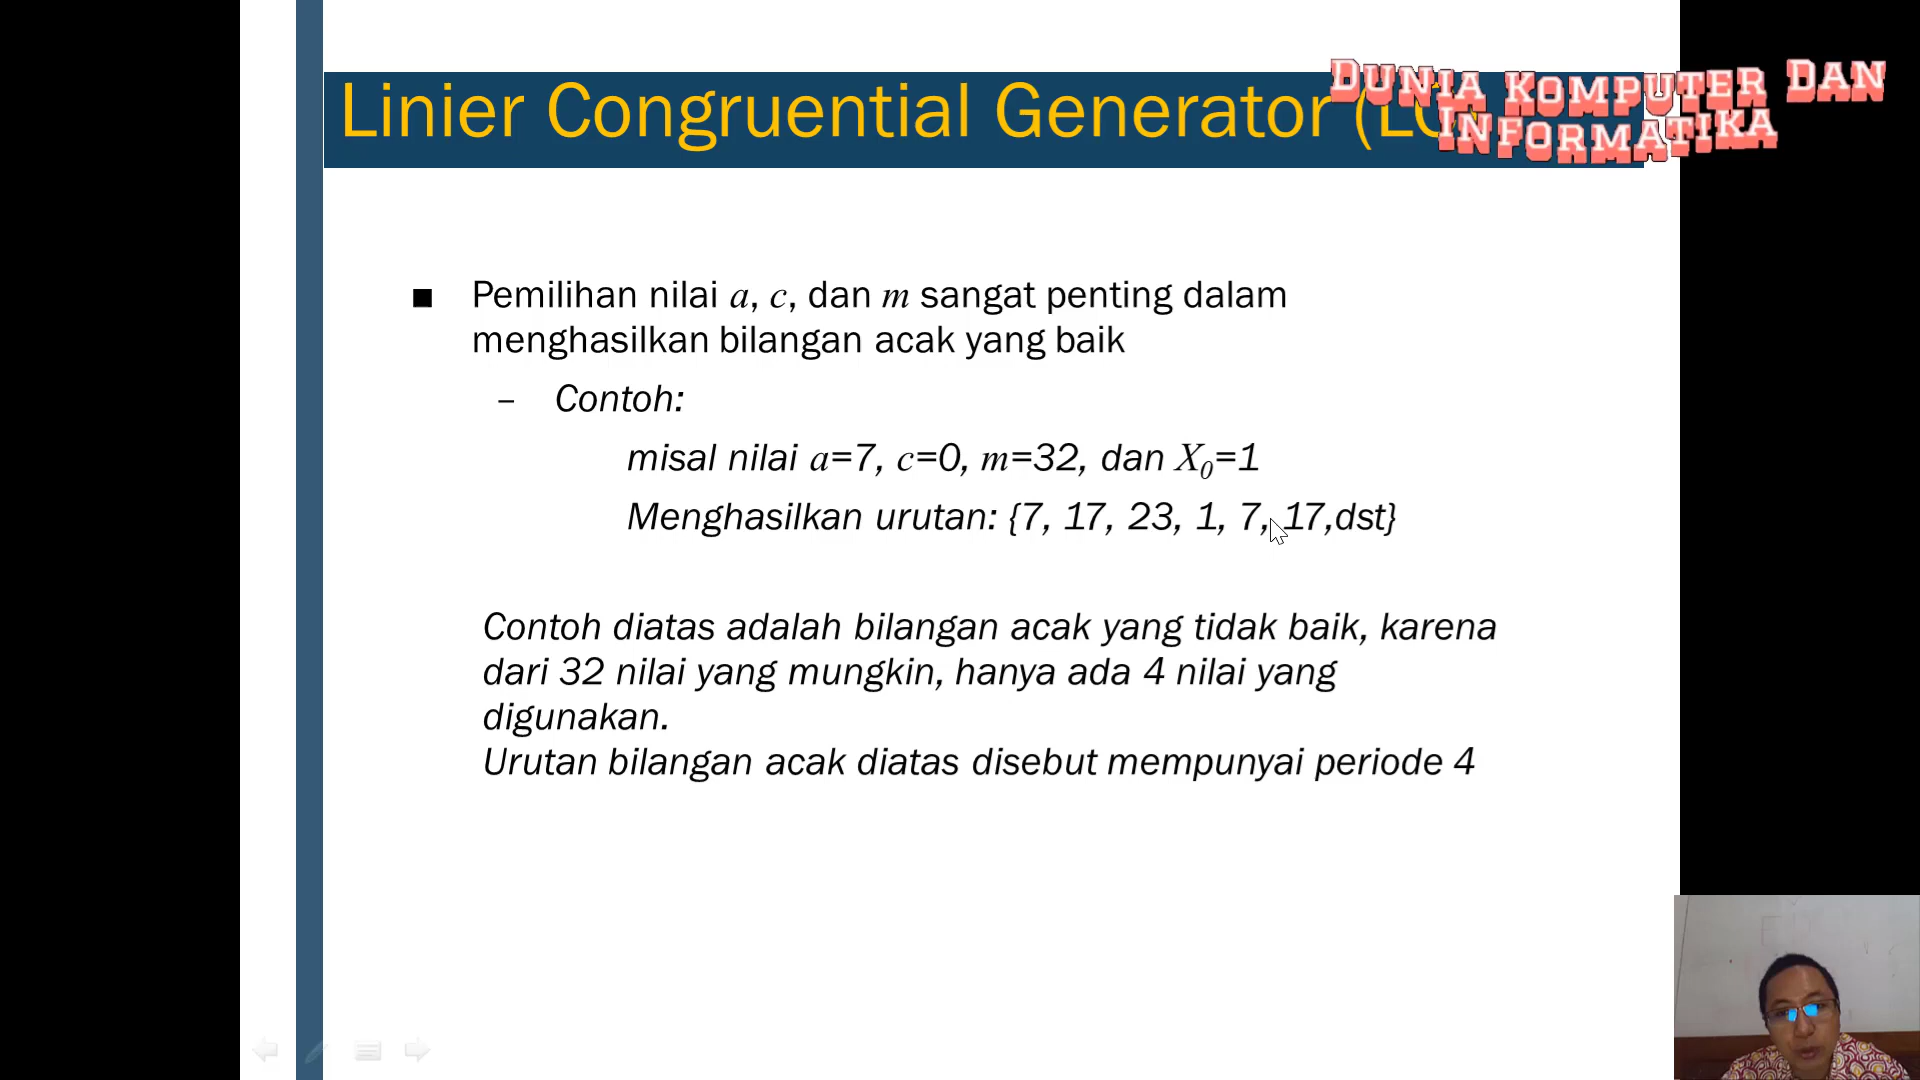 Linier Congruential Generator (LC
DUNIA KOMPUTER DAN
INFORMATIKA
■ Pemilihan nilai a, c, dan m sangat penting dalam
menghasilkan bilangan acak yang baik
– Contoh:
misal nilai a=7, c=0, m=32, dan X0=1
Menghasilkan urutan: {7, 17, 23, 1, 7, 17,dst}
Contoh diatas adalah bilangan acak yang tidak baik, karena
dari 32 nilai yang mungkin, hanya ada 4 nilai yang
digunakan.
Urutan bilangan acak diatas disebut mempunyai periode 4